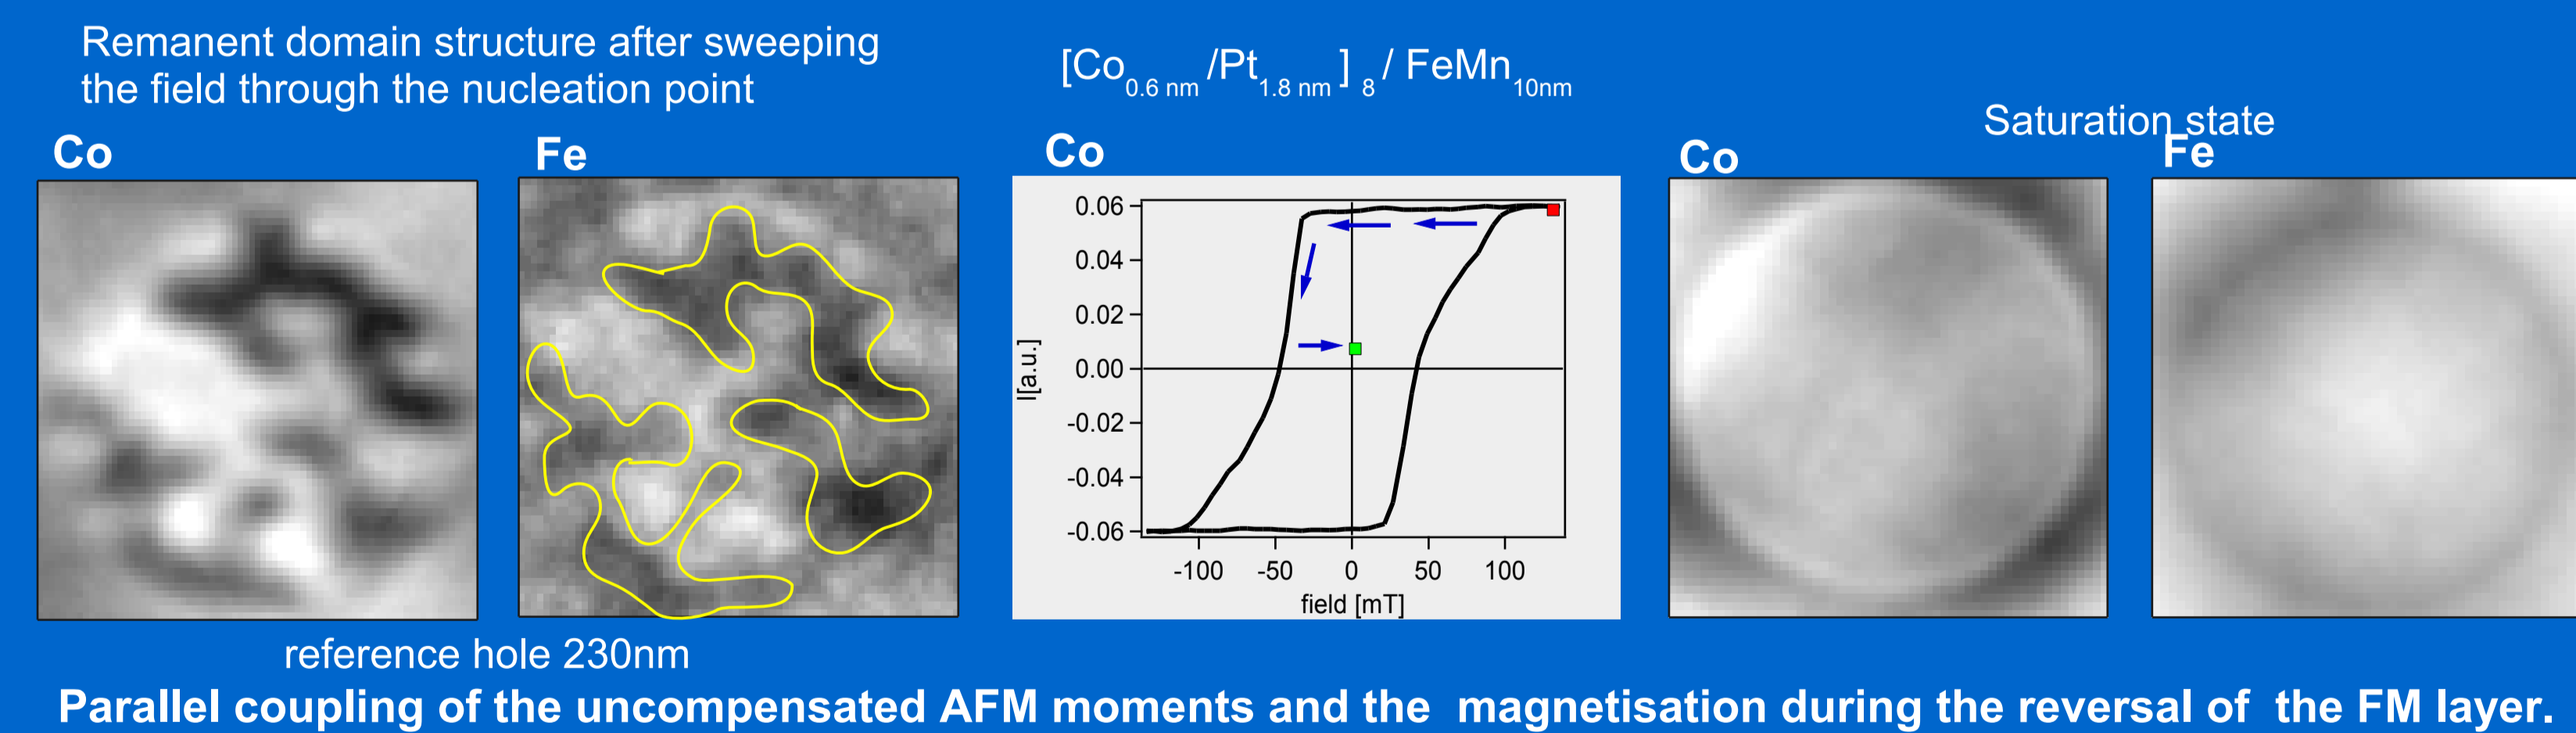 Remanent domain structure after sweeping
the field through the nucleation point
[Co0.6 nm /Pt1.8 nm ]8 / FeMn10nm
Saturation state
Co
Fe
Co
Co
Fe
0.06
0.04
0.02
0.00
-0.02
-0.04
-0.06
I[a.u.]
-100 -50 0 50 100
field [mT]
reference hole 230nm
Parallel coupling of the uncompensated AFM moments and the magnetisation during the reversal of the FM layer.